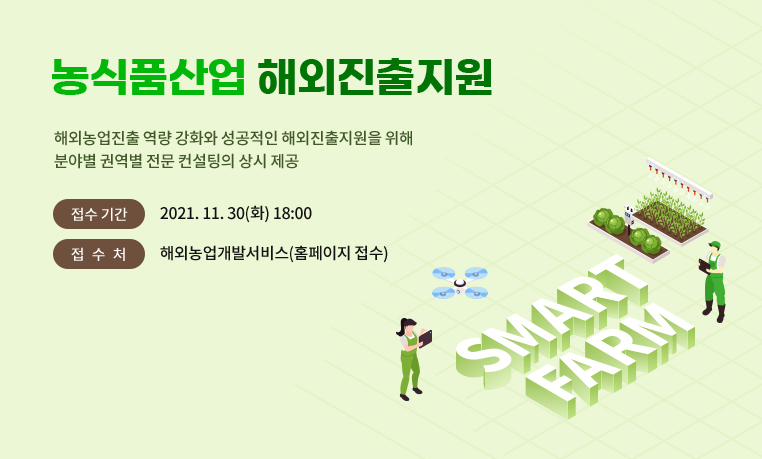 농식품산업 해외진출지원
해외농업진출 역량 강화와 성공적인 해외진출지원을 위해
분야별 권역별 전문 컨설팅의 상시 제공
접수 기간 2021. 11. 30(화) 18:00
접 수 처 해외농업개발서비스(홈페이지 접수)
SMART
FARM